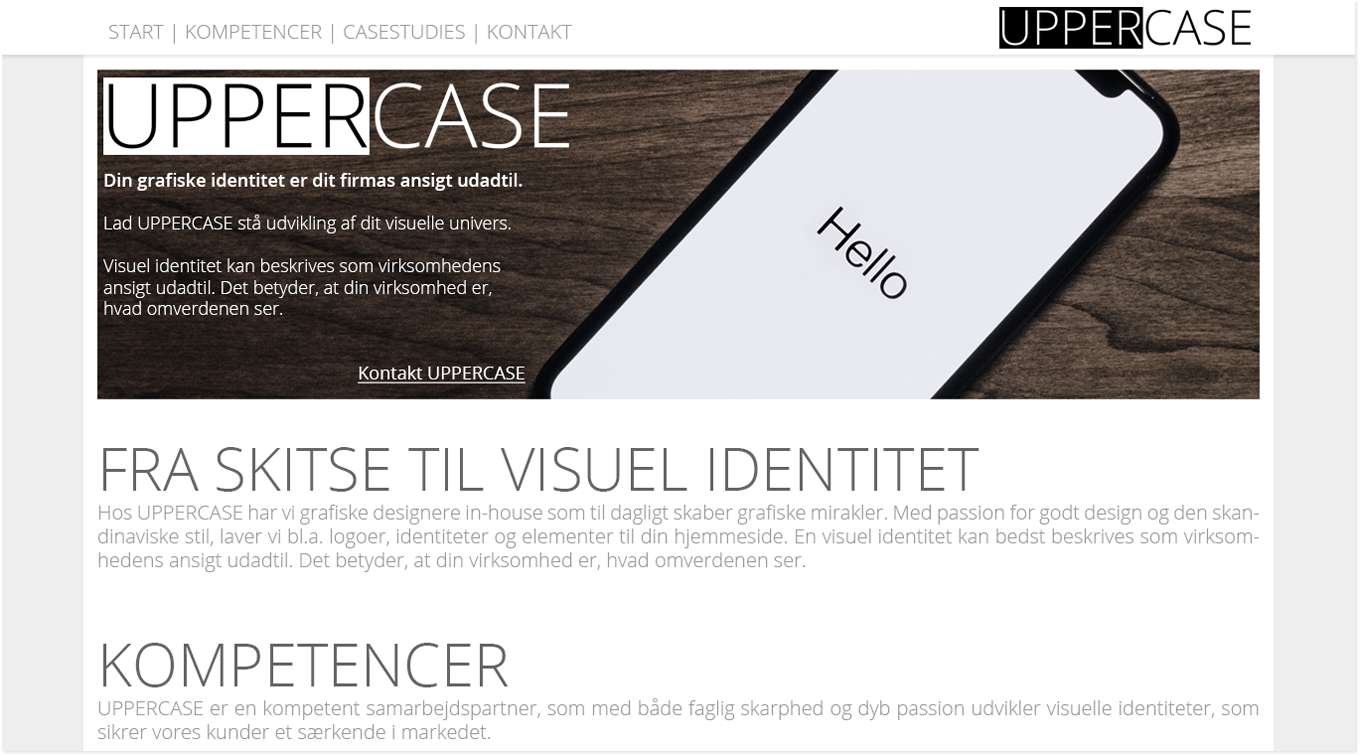 START | KOMPETENCER | CASESTUDIES | KONTAKT
UPPERCASE
UPPERCASE
Din grafiske identitet er dit firmas ansigt udadtil.
Lad UPPERCASE stå udvikling af dit visuelle univers.
Visuel identitet kan beskrives som virksomhedens
ansigt udadtil. Det betyder, at din virksomhed er,
hvad omverdenen ser.
Kontakt UPPERCASE
Hello
FRA SKITSE TIL VISUEL IDENTITET
Hos UPPERCASE har vi grafiske designere in-house som til dagligt skaber grafiske mirakler. Med passion for godt design og den skan-
dinaviske stil, laver vi bl.a. logoer, identiteter og elementer til din hjemmeside. En visuel identitet kan bedst beskrives som virksom-
hedens ansigt udadtil. Det betyder, at din virksomhed er, hvad omverdenen ser.
KOMPETENCER
UPPERCASE er en kompetent samarbejdspartner, som med både faglig skarphed og dyb passion udvikler visuelle identiteter, som
sikrer vores kunder et særkende i markedet.